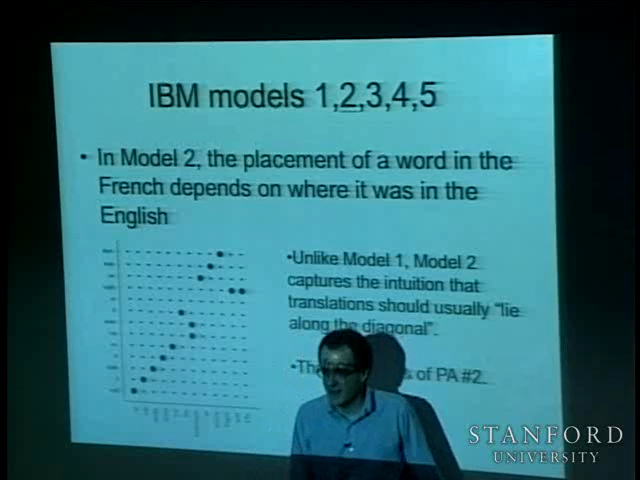 IBM models 1,2,3,4,5
• In Model 2, the placement of a word in the
French depends on where it was in the
English
•Unlike Model 1, Model 2
captures the intuition that
translations should usually "lie
along the diagonal".
of PA #2.
STANFORD
UNIVERSITY